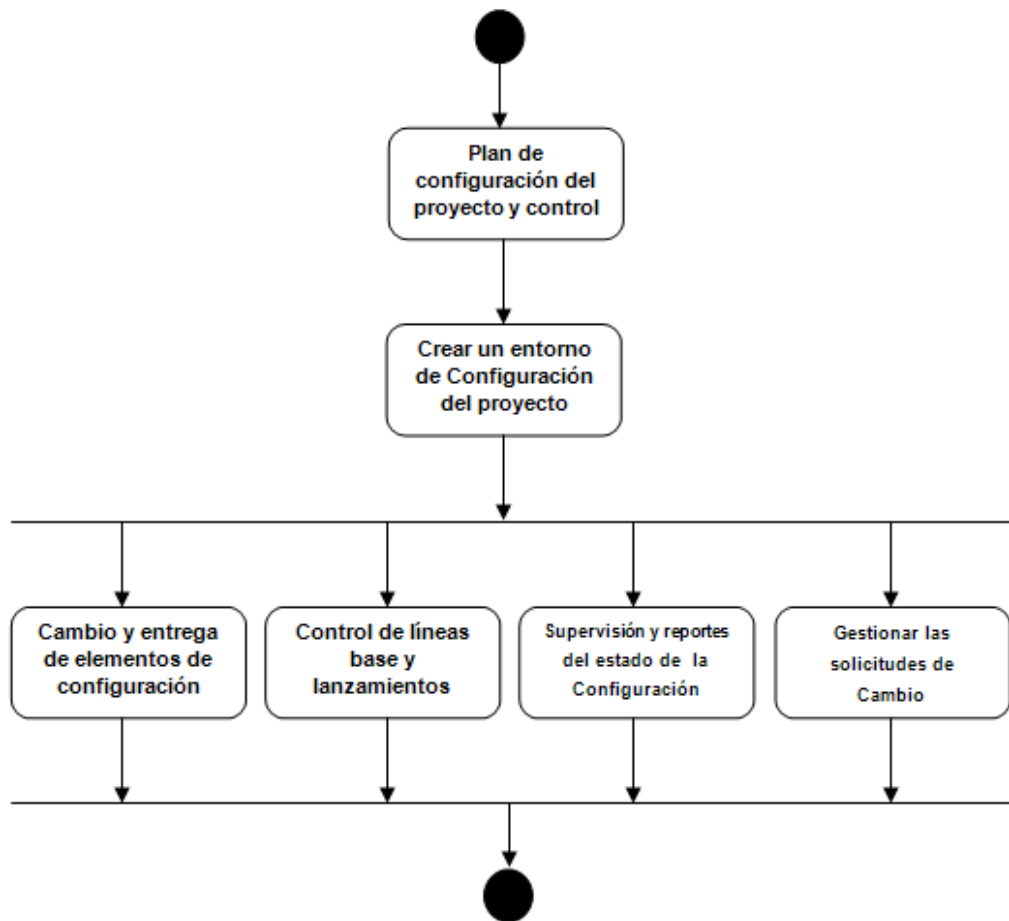 Plan de
configuración del
proyecto y control
Crear un entorno
de Configuración
del proyecto
Cambio y entrega
de elementos de
configuración
Control de líneas
base y
lanzamientos
Supervisión y reportes
del estado de la
Configuración
Gestionar las
solicitudes de
Cambio